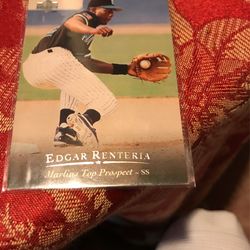 EDGAR RENTERIA
Marlins Top Prospect - SS